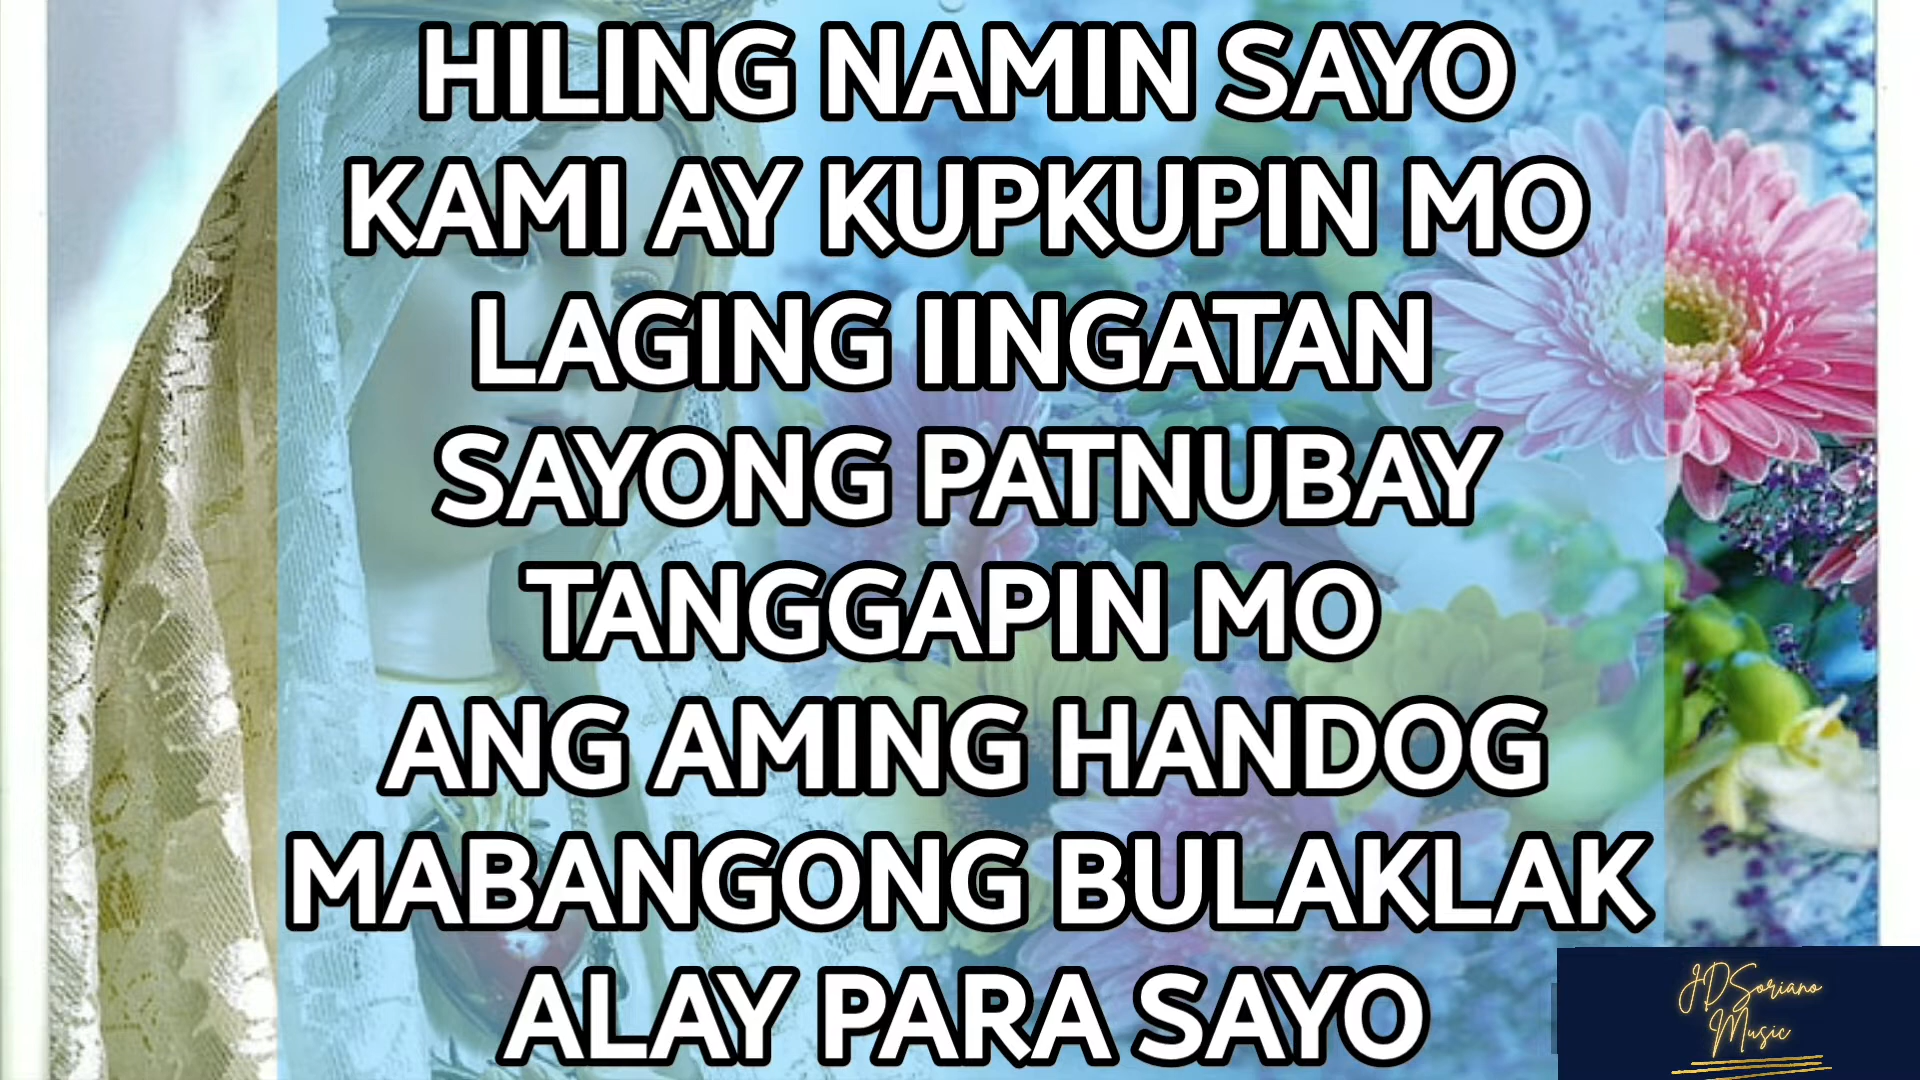 HILING NAMIN SAYO
KAMI AY KUPKUPIN MO
LAGING IINGATAN
SAYONG PATNUBAY
TANGGAPIN MO
ANG AMING HANDOG
MABANGONG BULAKLAK
ALAY PARA SAYO
JDSoriano
Music